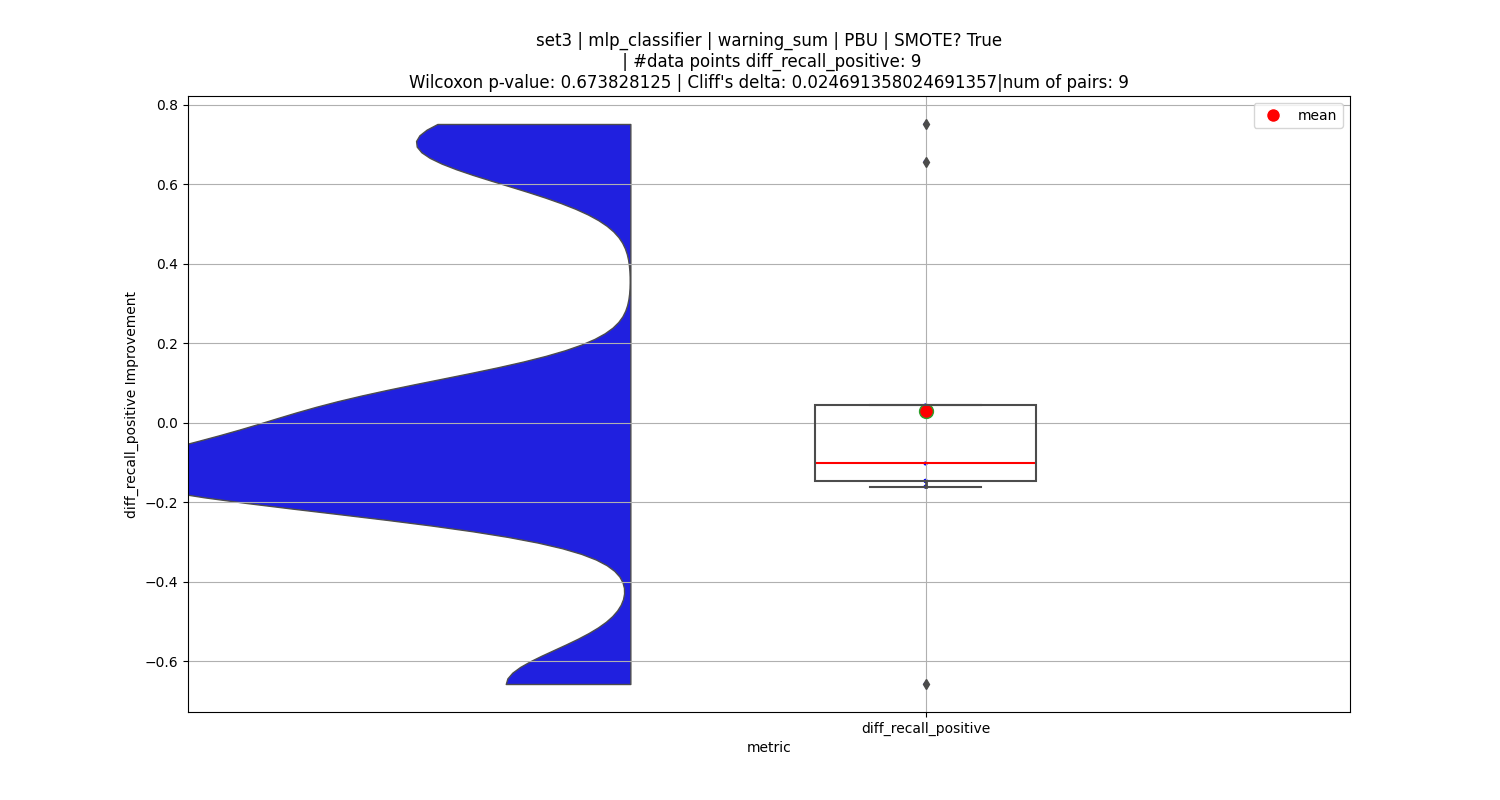 set3 | mlp_classifier | warning_sum | PBU | SMOTE? True
| #data points diff_recall_positive: 9
Wilcoxon p-value: 0.673828125 | Cliff's delta: 0.024691358024691357|num of pairs: 9
mean
0.8
0.6
0.4
0.2
0.0
−0.2
−0.4
−0.6
diff_recall_positive Improvement
diff_recall_positive
metric